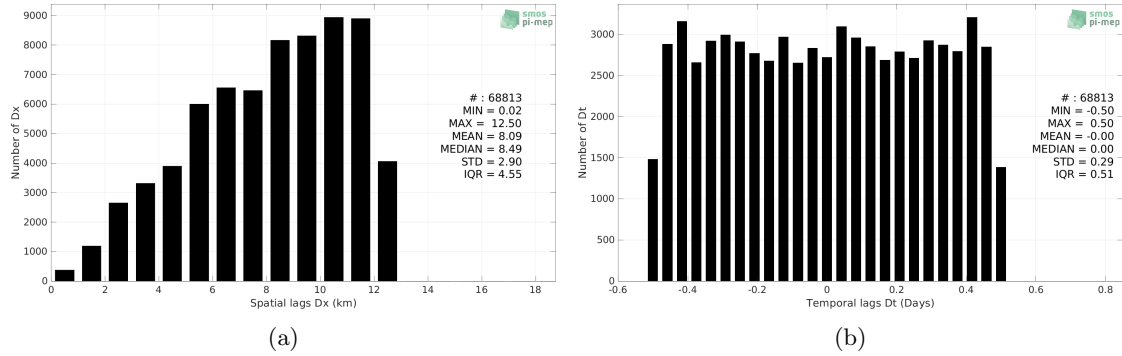 smos
pi-mep
9000
8000
7000
6000
5000
4000
3000
2000
1000
0
Number of Dx
# : 68813
MIN = 0.02
MAX = 12.50
MEAN = 8.09
MEDIAN = 8.49
STD = 2.90
IQR = 4.55
0 2 4 6 8 10 12 14 16 18
Spatial lags Dx (km)
(a)
smos
pi-mep
3000
2500
2000
1500
1000
500
0
Number of Dt
# : 68813
MIN = -0.50
MAX = 0.50
MEAN = -0.00
MEDIAN = 0.00
STD = 0.29
IQR = 0.51
-0.6 -0.4 -0.2 0 0.2 0.4 0.6 0.8
Temporal lags Dt (Days)
(b)